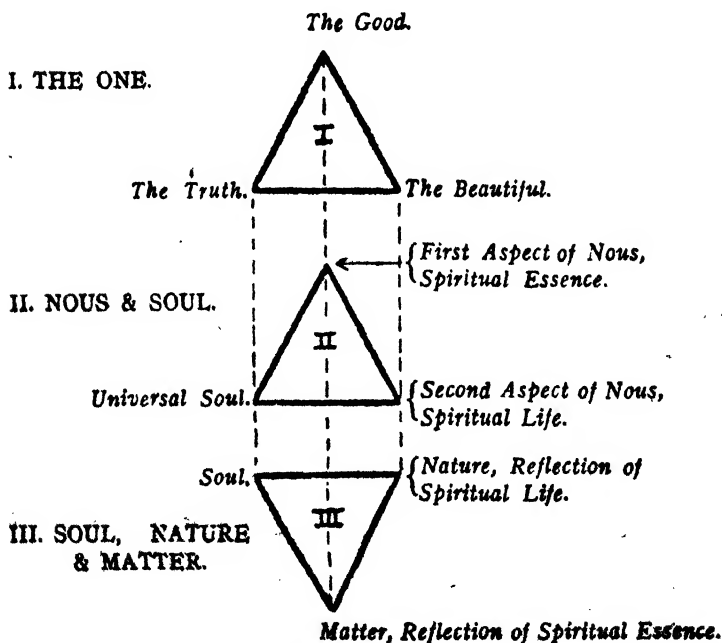 The Good.
I. THE ONE.
I
The Truth.
The Beautiful.
First Aspect of Nous,
Spiritual Essence.
II. NOUS & SOUL.
II
Universal Soul.
Second Aspect of Nous,
Spiritual Life.
Soul.
Nature, Reflection of
Spiritual Life.
III. SOUL, NATURE
& MATTER.
III
Matter, Reflection of Spiritual Essence.